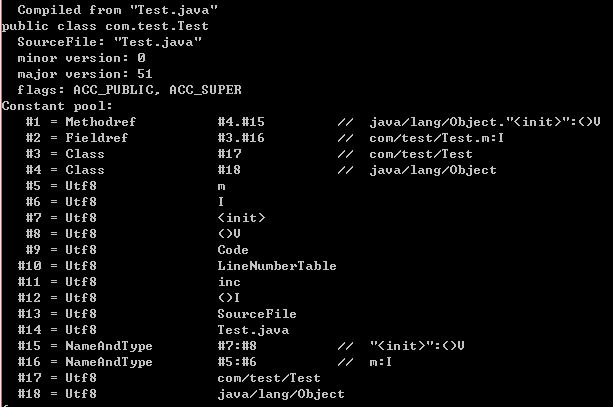 Compiled from "Test.java"
public class com.test.Test
  SourceFile: "Test.java"
  minor version: 0
  major version: 51
  flags: ACC_PUBLIC, ACC_SUPER
Constant pool:
   #1 = Methodref          #4.#15         //  java/lang/Object."<init>":()V
   #2 = Fieldref           #3.#16         //  com/test/Test.m:I
   #3 = Class              #17            //  com/test/Test
   #4 = Class              #18            //  java/lang/Object
   #5 = Utf8               m
   #6 = Utf8               I
   #7 = Utf8               <init>
   #8 = Utf8               ()V
   #9 = Utf8               Code
  #10 = Utf8               LineNumberTable
  #11 = Utf8               inc
  #12 = Utf8               ()I
  #13 = Utf8               SourceFile
  #14 = Utf8               Test.java
  #15 = NameAndType        #7:#8          //  "<init>":()V
  #16 = NameAndType        #5:#6          //  m:I
  #17 = Utf8               com/test/Test
  #18 = Utf8               java/lang/Object